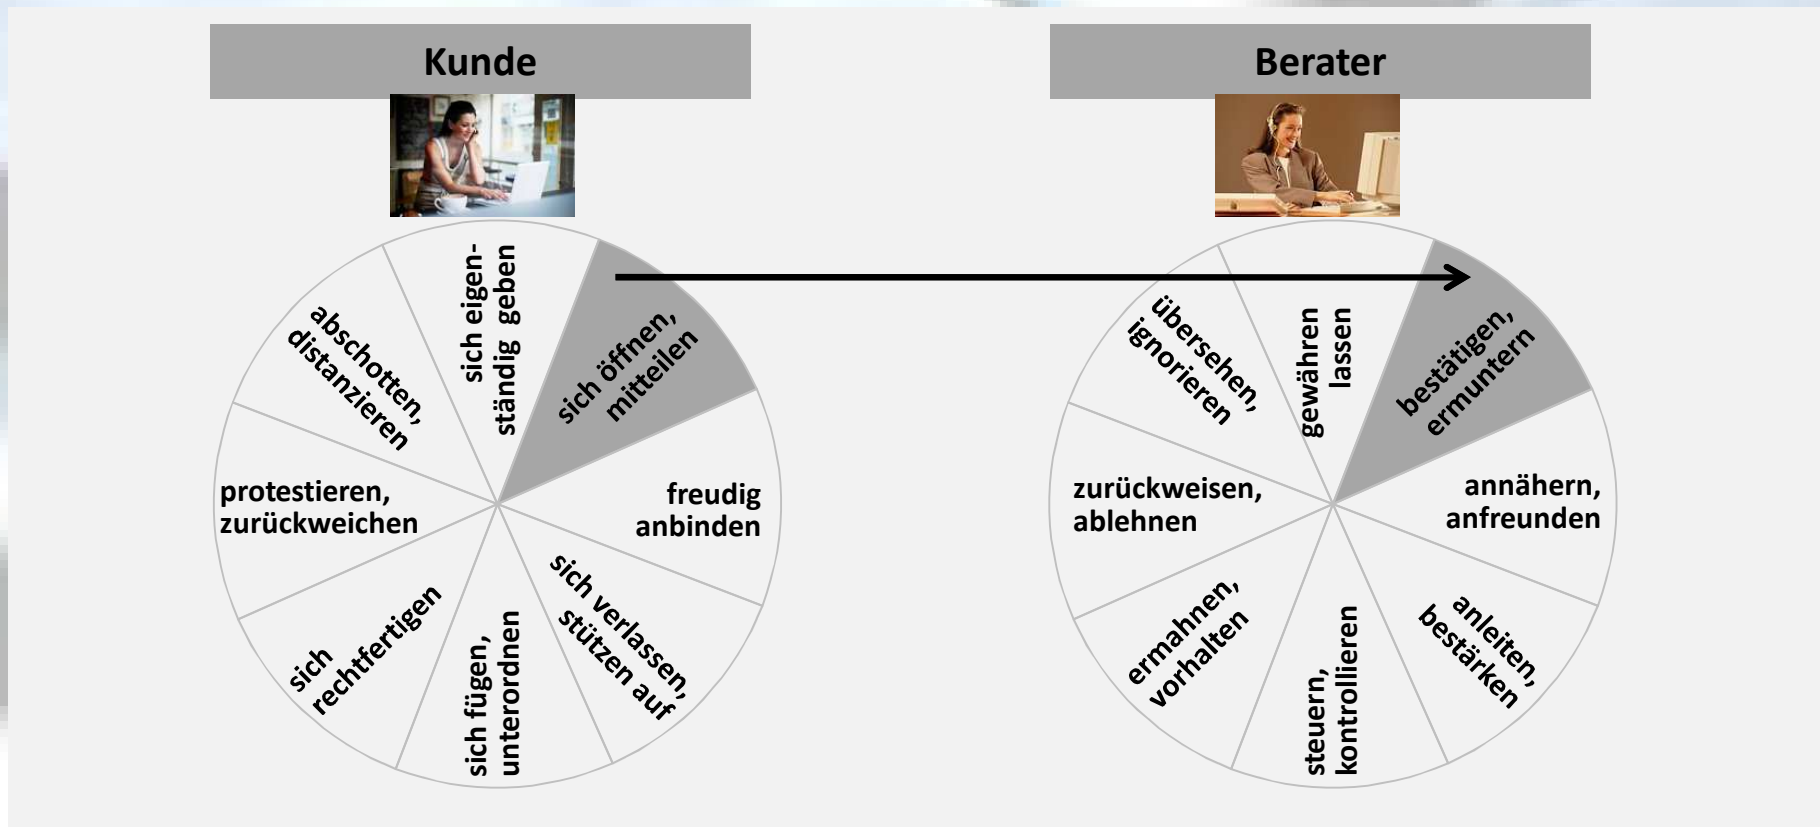 Kunde
sich eigen-
ständig geben
sich öffnen,
mitteilen
freudig
anbinden
sich verlassen,
stützen auf
sich fügen,
unterordnen
sich
rechtfertigen
protestieren,
zurückweichen
abschotten,
distanzieren
Berater
gewähren
lassen
bestätigen,
ermuntern
annähern,
anfreunden
anleiten,
bestärken
steuern,
kontrollieren
ermahnen,
vorhalten
zurückweisen,
ablehnen
übersehen,
ignorieren